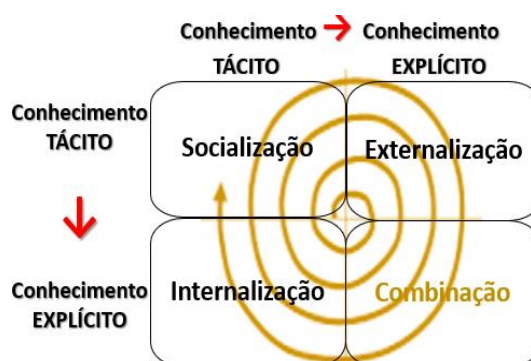 Conhecimento → Conhecimento
TÁCITO EXPLÍCITO
Conhecimento
TÁCITO
Socialização Externalização
Conhecimento
EXPLÍCITO
Internalização Combinação